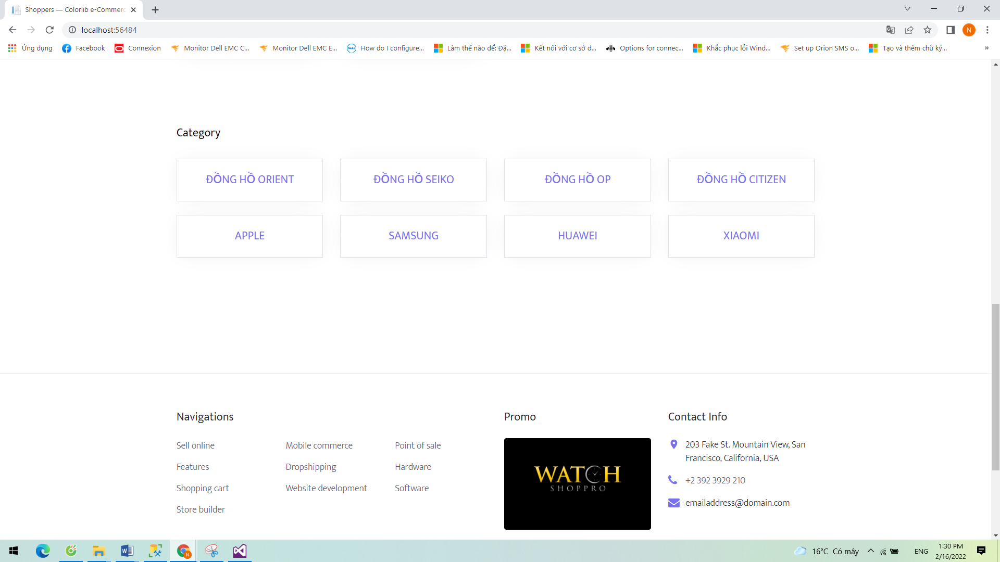 Shoppers — Colorlib e-Commerc
localhost:56484
N
Ứng dụng
Facebook
Connexion
Monitor Dell EMC C...
Monitor Dell EMC E...
How do I configure...
Làm thế nào để: Đặ...
Kết nối với cơ sở d...
Options for connec...
Khắc phục lỗi Wind...
Set up Orion SMS o...
Tạo và thêm chữ ký...
»
Category
ĐỒNG HỒ ORIENT
ĐỒNG HỒ SEIKO
ĐỒNG HỒ OP
ĐỒNG HỒ CITIZEN
APPLE
SAMSUNG
HUAWEI
XIAOMI
Navigations
Sell online
Features
Shopping cart
Store builder
Mobile commerce
Dropshipping
Website development
Point of sale
Hardware
Software
Promo
WATCH
SHOPPRO
Contact Info
203 Fake St. Mountain View, San
Francisco, California, USA
+2 392 3929 210
emailaddress@domain.com
16°C Có mây
ENG
1:30 PM
2/16/2022